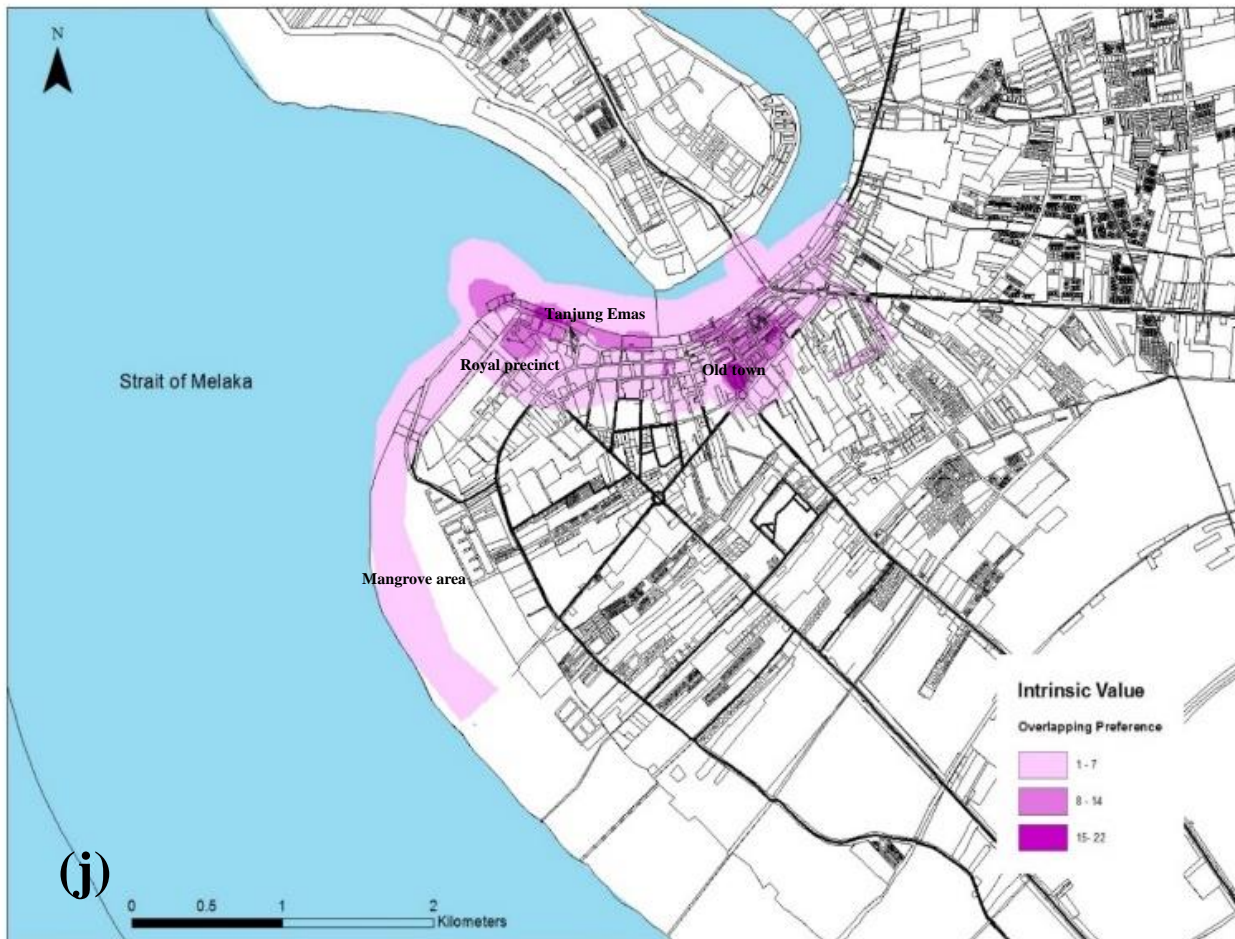 N
Tanjung Emas
Royal precinct
Old town
Strait of Melaka
Mangrove area
Intrinsic Value
Overlapping Preference
1 - 7
8 - 14
15- 22
(j)
0 0.5 1 2
Kilometers